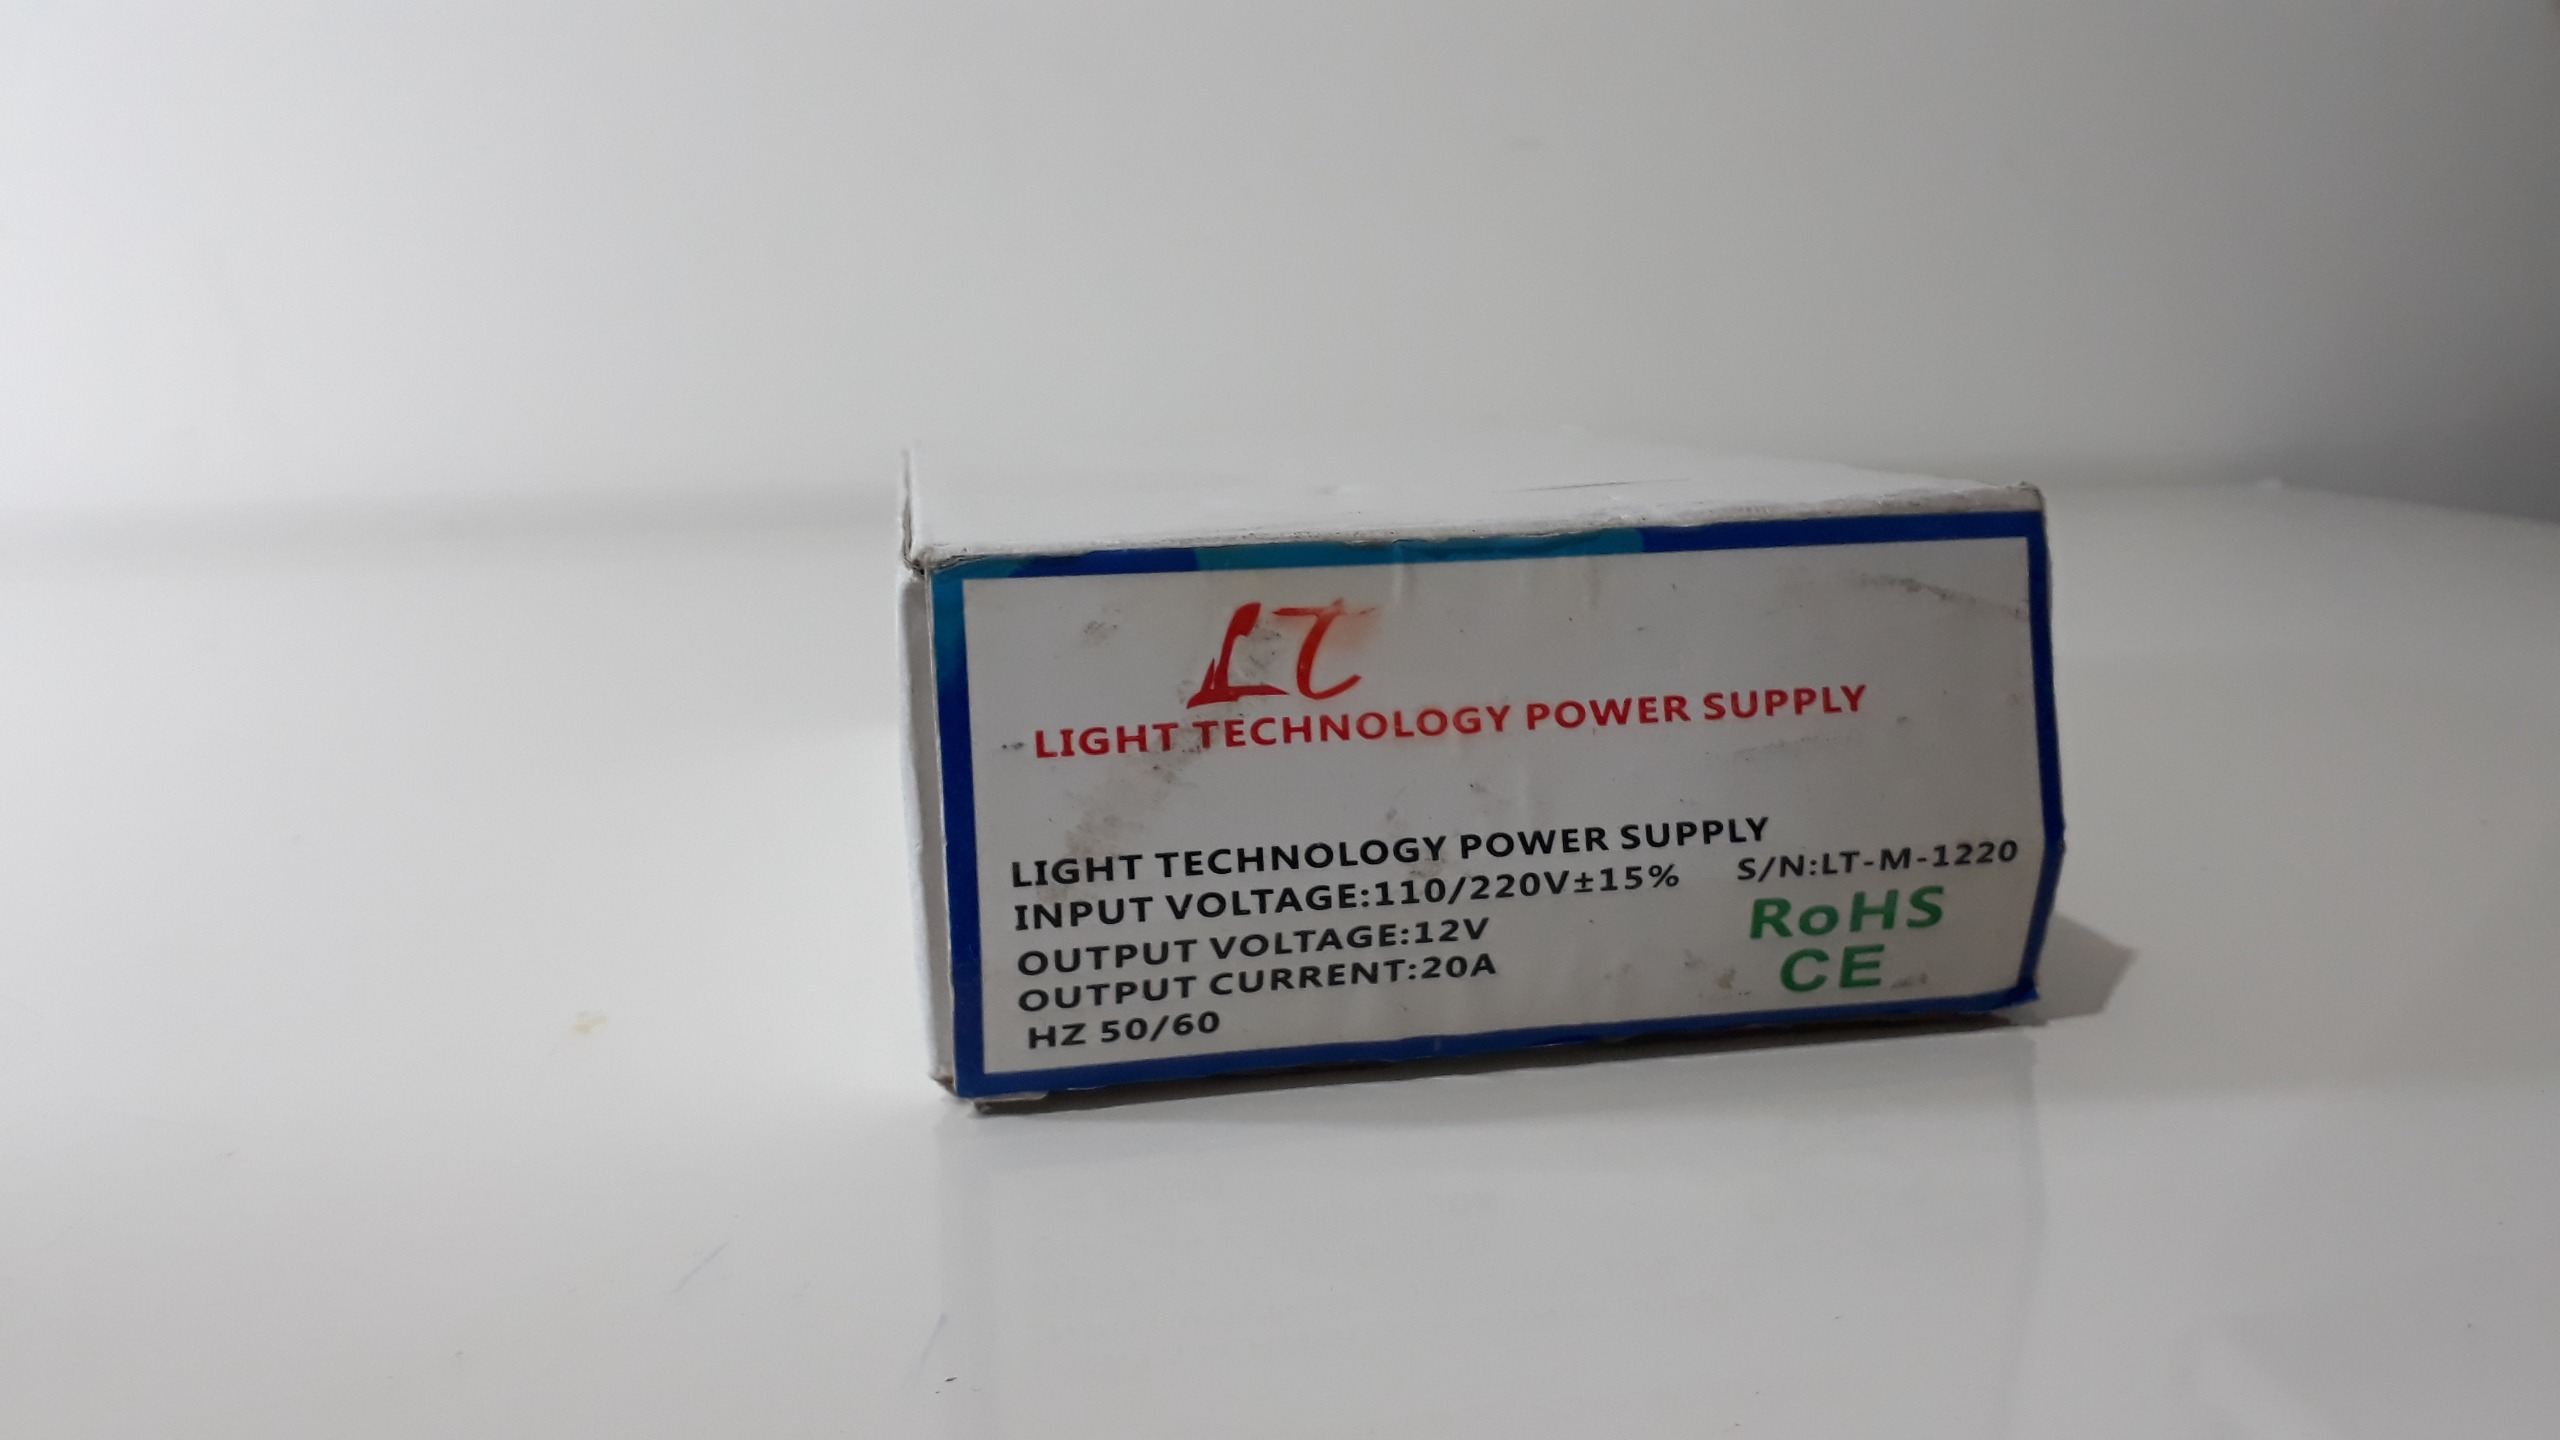 LT
LIGHT TECHNOLOGY POWER SUPPLY
LIGHT TECHNOLOGY POWER SUPPLY
INPUT VOLTAGE:110/220V±15% S/N:LT-M-1220
OUTPUT VOLTAGE:12V RoHS
OUTPUT CURRENT:20A CE
HZ 50/60